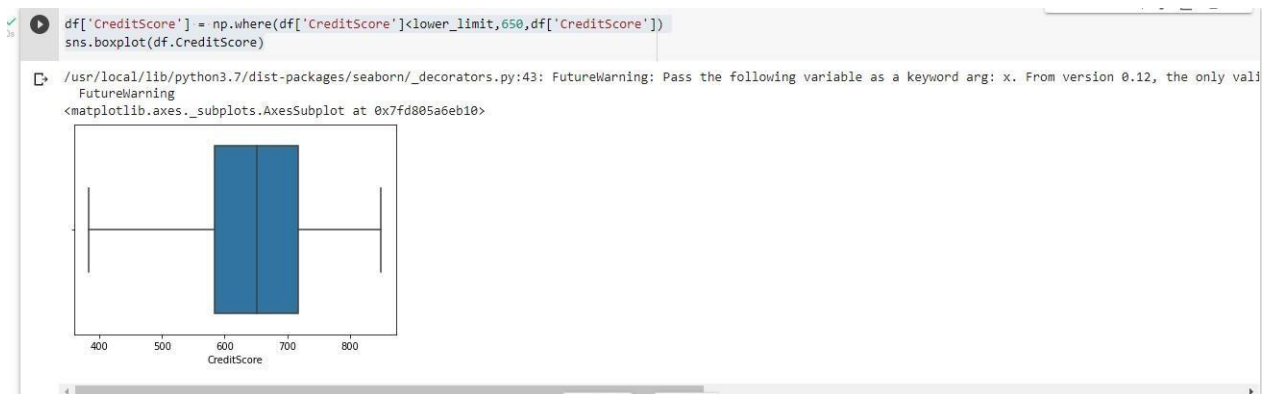 df['CreditScore'] = np.where(df['CreditScore']<lower_limit,650,df['CreditScore'])
sns.boxplot(df.CreditScore)
/usr/local/lib/python3.7/dist-packages/seaborn/_decorators.py:43: FutureWarning: Pass the following variable as a keyword arg: x. From version 0.12, the only vali
FutureWarning
<matplotlib.axes._subplots.AxesSubplot at 0x7fd805a6eb10>
400 500 600 700 800
CreditScore